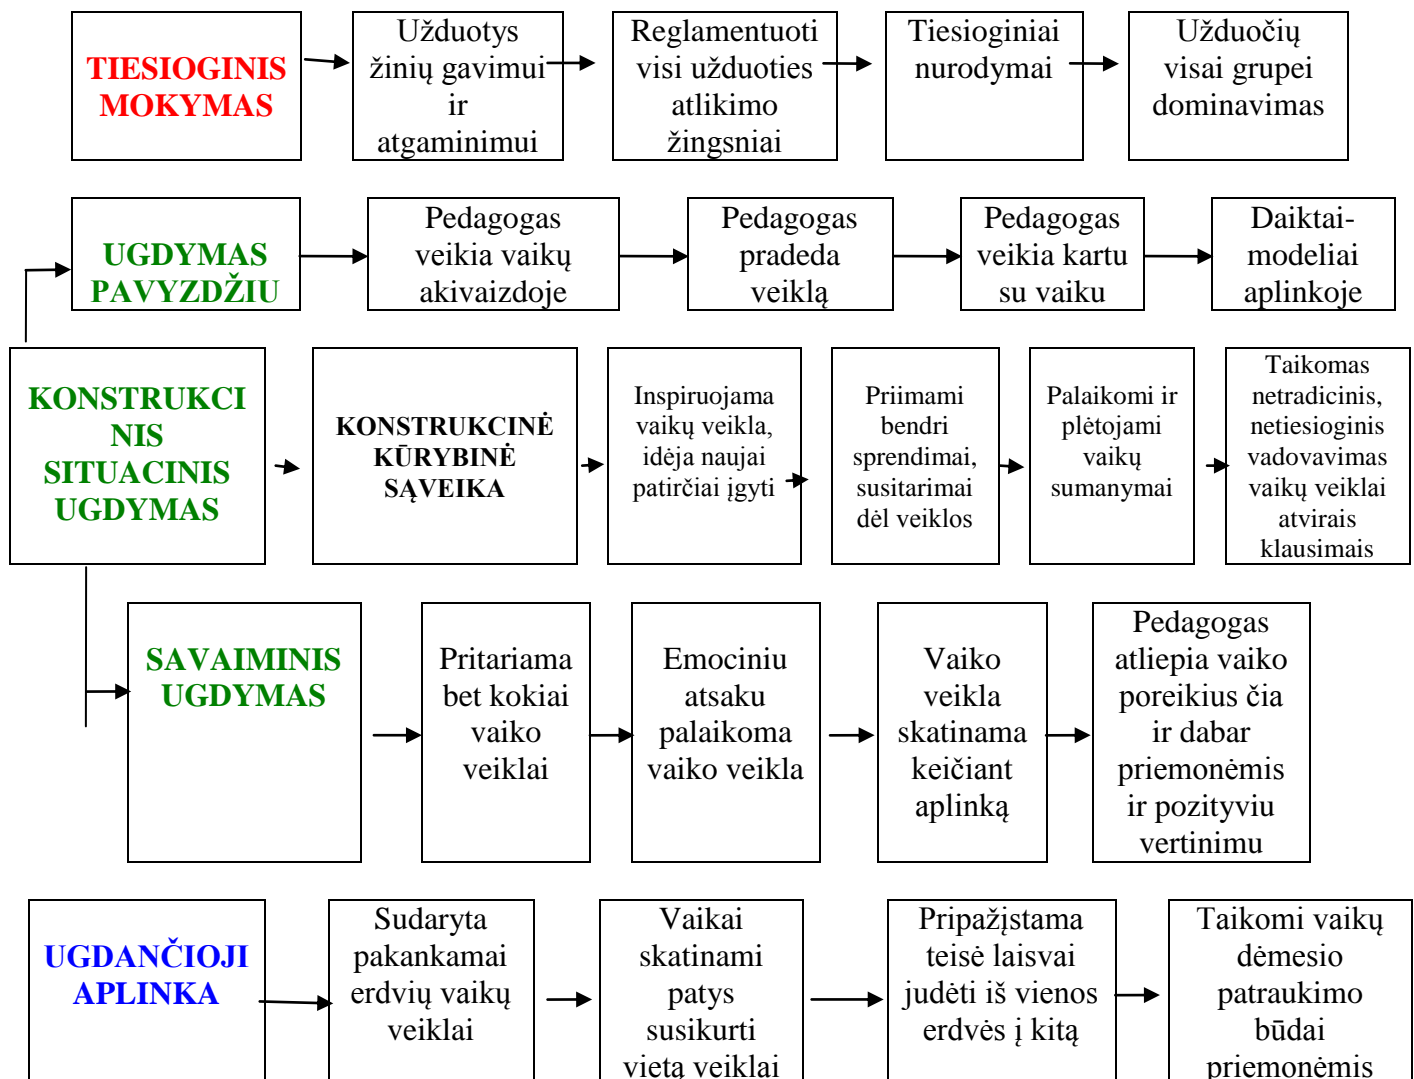 TIESIOGINIS
MOKYMAS
Užduotys
žinių gavimui
ir
atgaminimui
Reglamentuoti
visi užduoties
atlikimo
žingsniai
Tiesioginiai
nurodymai
Užduočių
visai grupei
dominavimas
UGDYMAS
PAVYZDŽIU
Pedagogas
veikia vaikų
akivaizdoje
Pedagogas
pradeda
veiklą
Pedagogas
veikia kartu
su vaiku
Daiktai-
modeliai
aplinkoje
KONSTRUKCI
NIS
SITUACINIS
UGDYMAS
KONSTRUKCINĖ
KŪRYBINĖ
SĄVEIKA
Inspiruojama
vaikų veikla,
idėja naujai
patirčiai įgyti
Priimami
bendri
sprendimai,
susitarimai
dėl veiklos
Palaikomi ir
plėtojami
vaikų
sumanymai
Taikomas
netradicinis,
netiesioginis
vadovavimas
vaikų veiklai
atvirais
klausimais
SAVAIMINIS
UGDYMAS
Pritariama
bet kokiai
vaiko
veiklai
Emociniu
atsaku
palaikoma
vaiko veikla
Vaiko
veikla
skatinama
keičiant
aplinką
Pedagogas
atliepia vaiko
poreikius čia
ir dabar
priemonėmis
ir pozityviu
vertinimu
UGDANČIOJI
APLINKA
Sudaryta
pakankamai
erdvių vaikų
veiklai
Vaikai
skatinami
patys
susikurti
vietą veiklai
Pripažįstama
teisė laisvai
judėti iš vienos
erdvės į kitą
Taikomi vaikų
dėmesio
patraukimo
būdai
priemonėmis